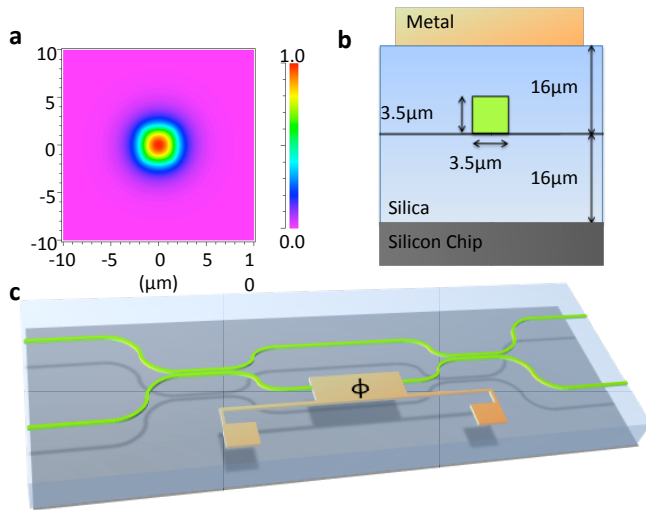 a
10
5
0
-5
-10
-10
-5
0
5
1
0
(μm)
1.0
0.0
b
Metal
16μm
3.5μm
3.5μm
16μm
Silica
Silicon Chip
c
ϕ